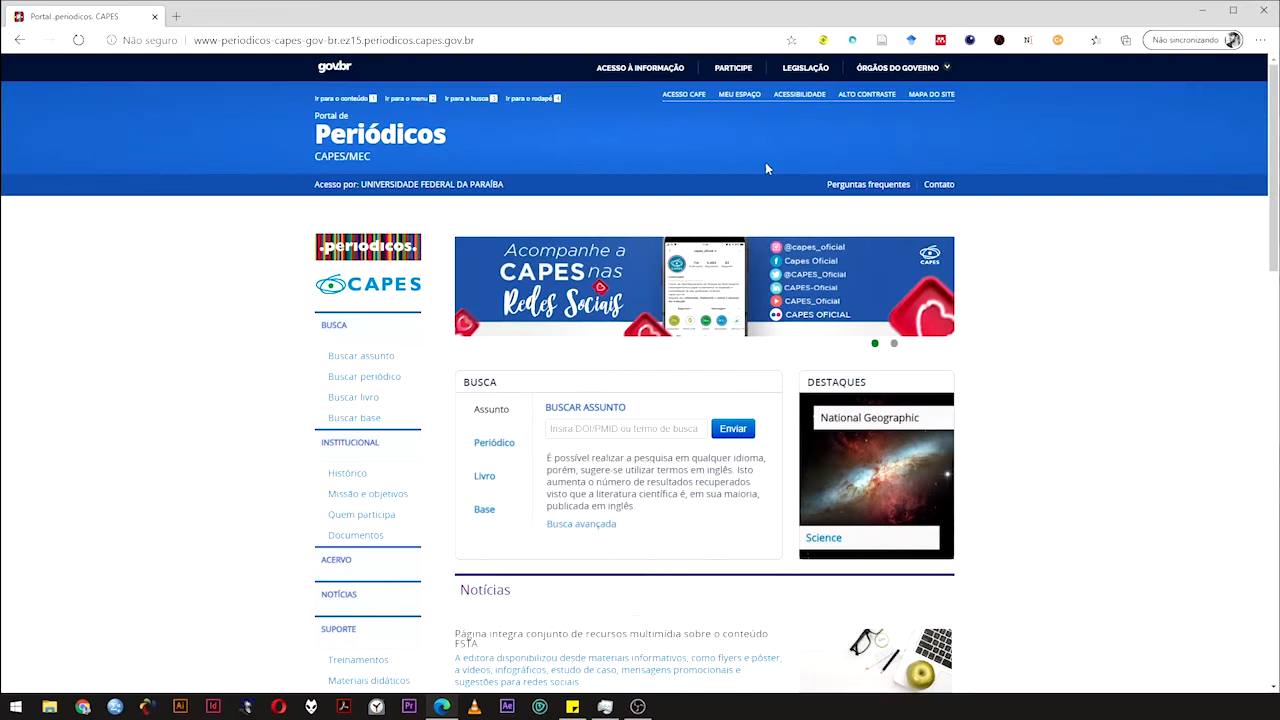 Portal .periodicos. CAPES
Não seguro
www-periodicos-capes-gov-br.ez15.periodicos.capes.gov.br
Não sincronizando
gov.br
ACESSO À INFORMAÇÃO
PARTICIPE
LEGISLAÇÃO
ÓRGÃOS DO GOVERNO
Ir para o conteúdo 1
Ir para o menu 2
Ir para a busca 3
Ir para o rodapé 4
ACESSO CAFE
MEU ESPAÇO
ACESSIBILIDADE
ALTO CONTRASTE
MAPA DO SITE
Portal de
Periódicos
CAPES/MEC
Acesso por: UNIVERSIDADE FEDERAL DA PARAÍBA
Perguntas frequentes
Contato
.periodicos.
CAPES
BUSCA
Buscar assunto
Buscar periódico
Buscar livro
Buscar base
INSTITUCIONAL
Histórico
Missão e objetivos
Quem participa
Documentos
ACERVO
NOTÍCIAS
SUPORTE
Treinamentos
Materiais didáticos
Acompanhe a
CAPES nas
Redes Sociais
@capes_oficial
Capes Oficial
@CAPES_Oficial
CAPES-Oficial
CAPES_Oficial
CAPES OFICIAL
CAPES
BUSCA
Assunto
Periódico
Livro
Base
BUSCAR ASSUNTO
Insira DOI/PMID ou termo de busca
Enviar
É possível realizar a pesquisa em qualquer idioma,
porém, sugere-se utilizar termos em inglês. Isto
aumenta o número de resultados recuperados
visto que a literatura científica é, em sua maioria,
publicada em inglês.
Busca avançada
DESTAQUES
National Geographic
Science
Notícias
Página integra conjunto de recursos multimídia sobre o conteúdo
FSTA
A editora disponibilizou desde materiais informativos, como flyers e pôster,
a vídeos, infográficos, estudo de caso, mensagens promocionais e
sugestões para redes sociais